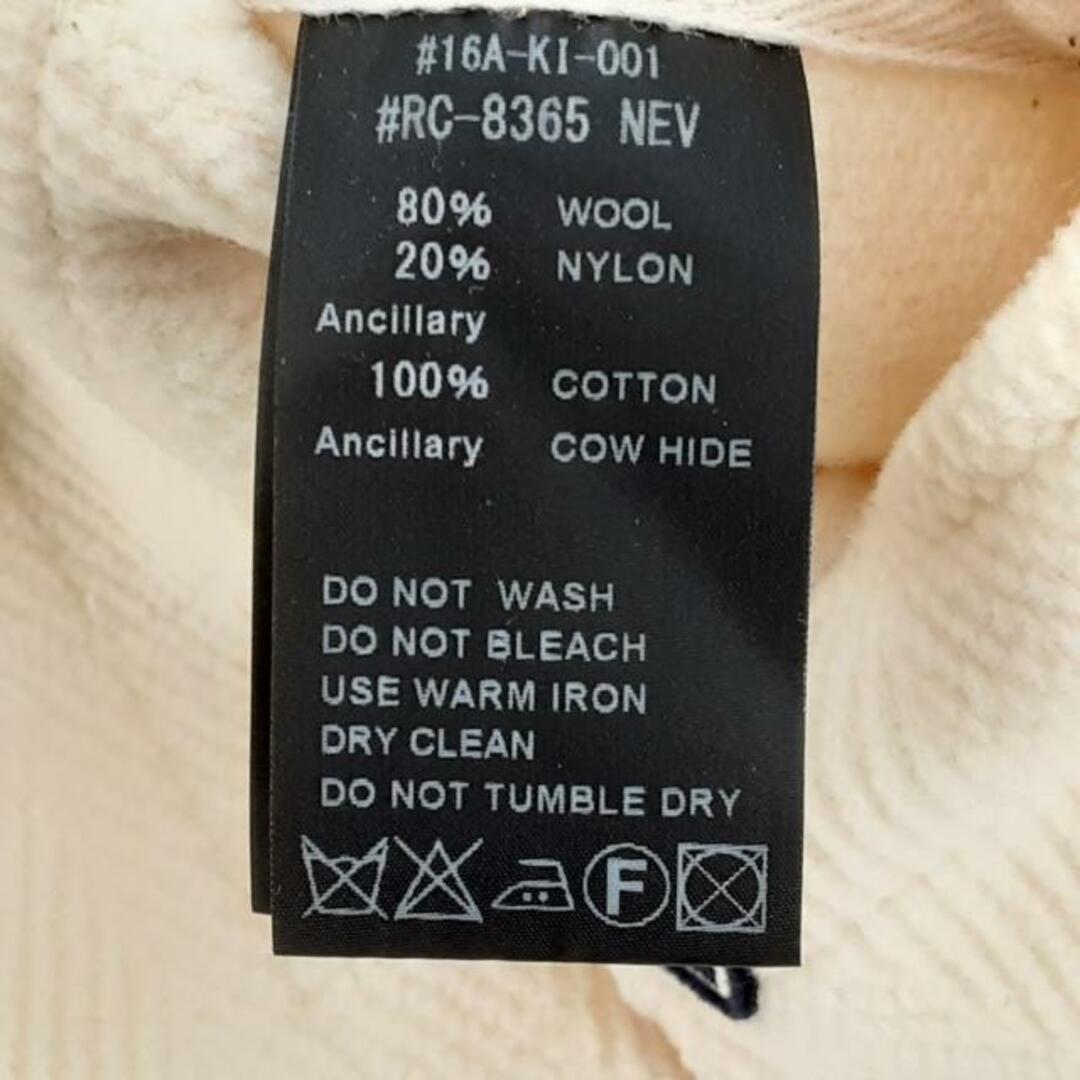 #16A-KI-001
#RC-8365 NEV
80% WOOL
20% NYLON
Ancillary
100% COTTON
Ancillary COW HIDE
DO NOT WASH
DO NOT BLEACH
USE WARM IRON
DRY CLEAN
DO NOT TUMBLE DRY
F